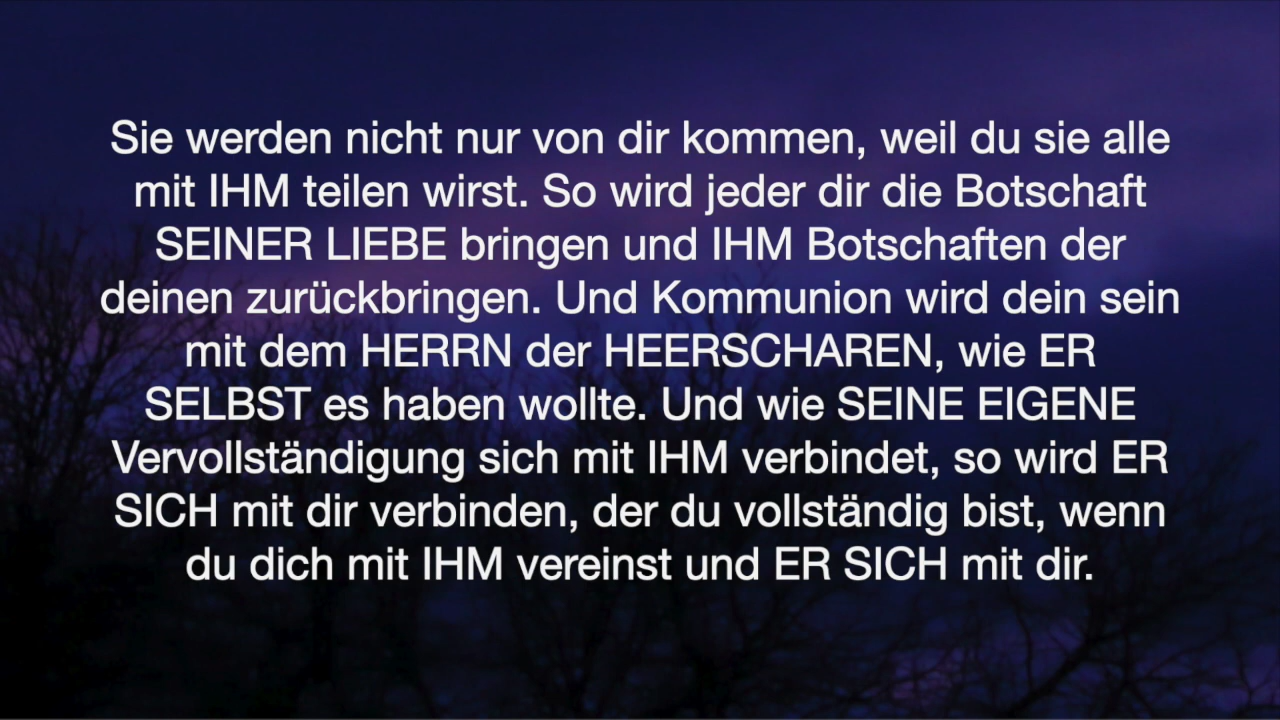 Sie werden nicht nur von dir kommen, weil du sie alle
mit IHM teilen wirst. So wird jeder dir die Botschaft
SEINER LIEBE bringen und IHM Botschaften der
deinen zurückbringen. Und Kommunion wird dein sein
mit dem HERRN der HEERSCHAREN, wie ER
SELBST es haben wollte. Und wie SEINE EIGENE
Vervollständigung sich mit IHM verbindet, so wird ER
SICH mit dir verbinden, der du vollständig bist, wenn
du dich mit IHM vereinst und ER SICH mit dir.